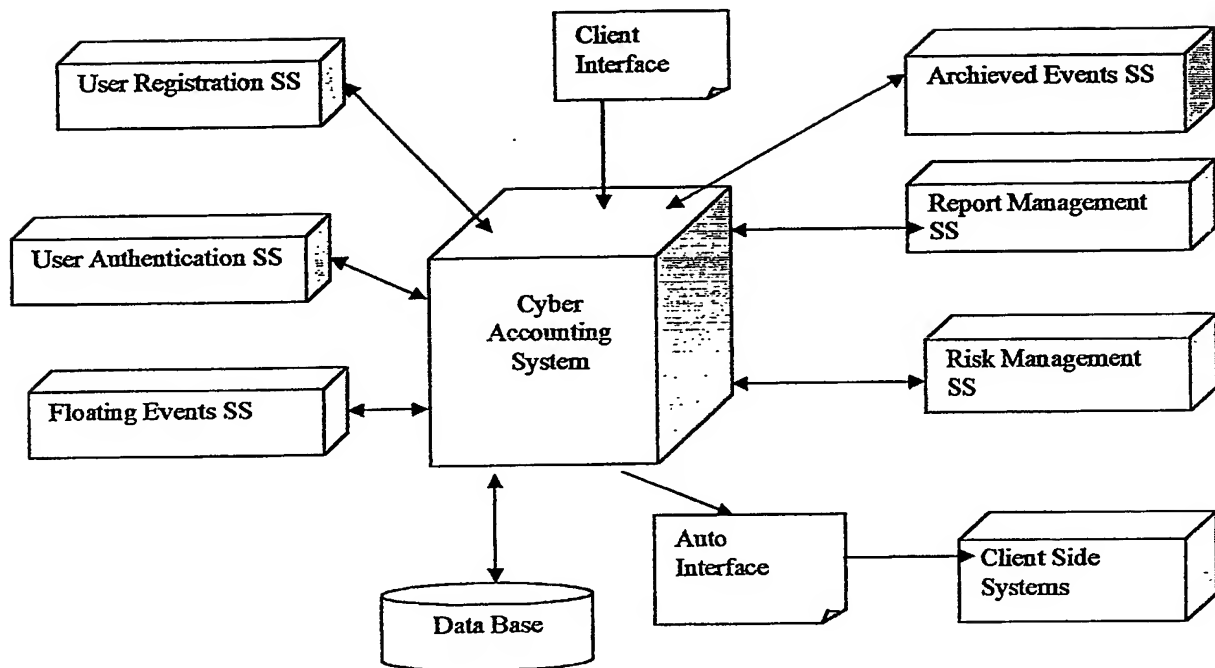 Client
Interface
User Registration SS
Archieved Events SS
Report Management
SS
User Authentication SS
Cyber
Accounting
System
Risk Management
SS
Floating Events SS
Auto
Interface
Client Side
Systems
Data Base